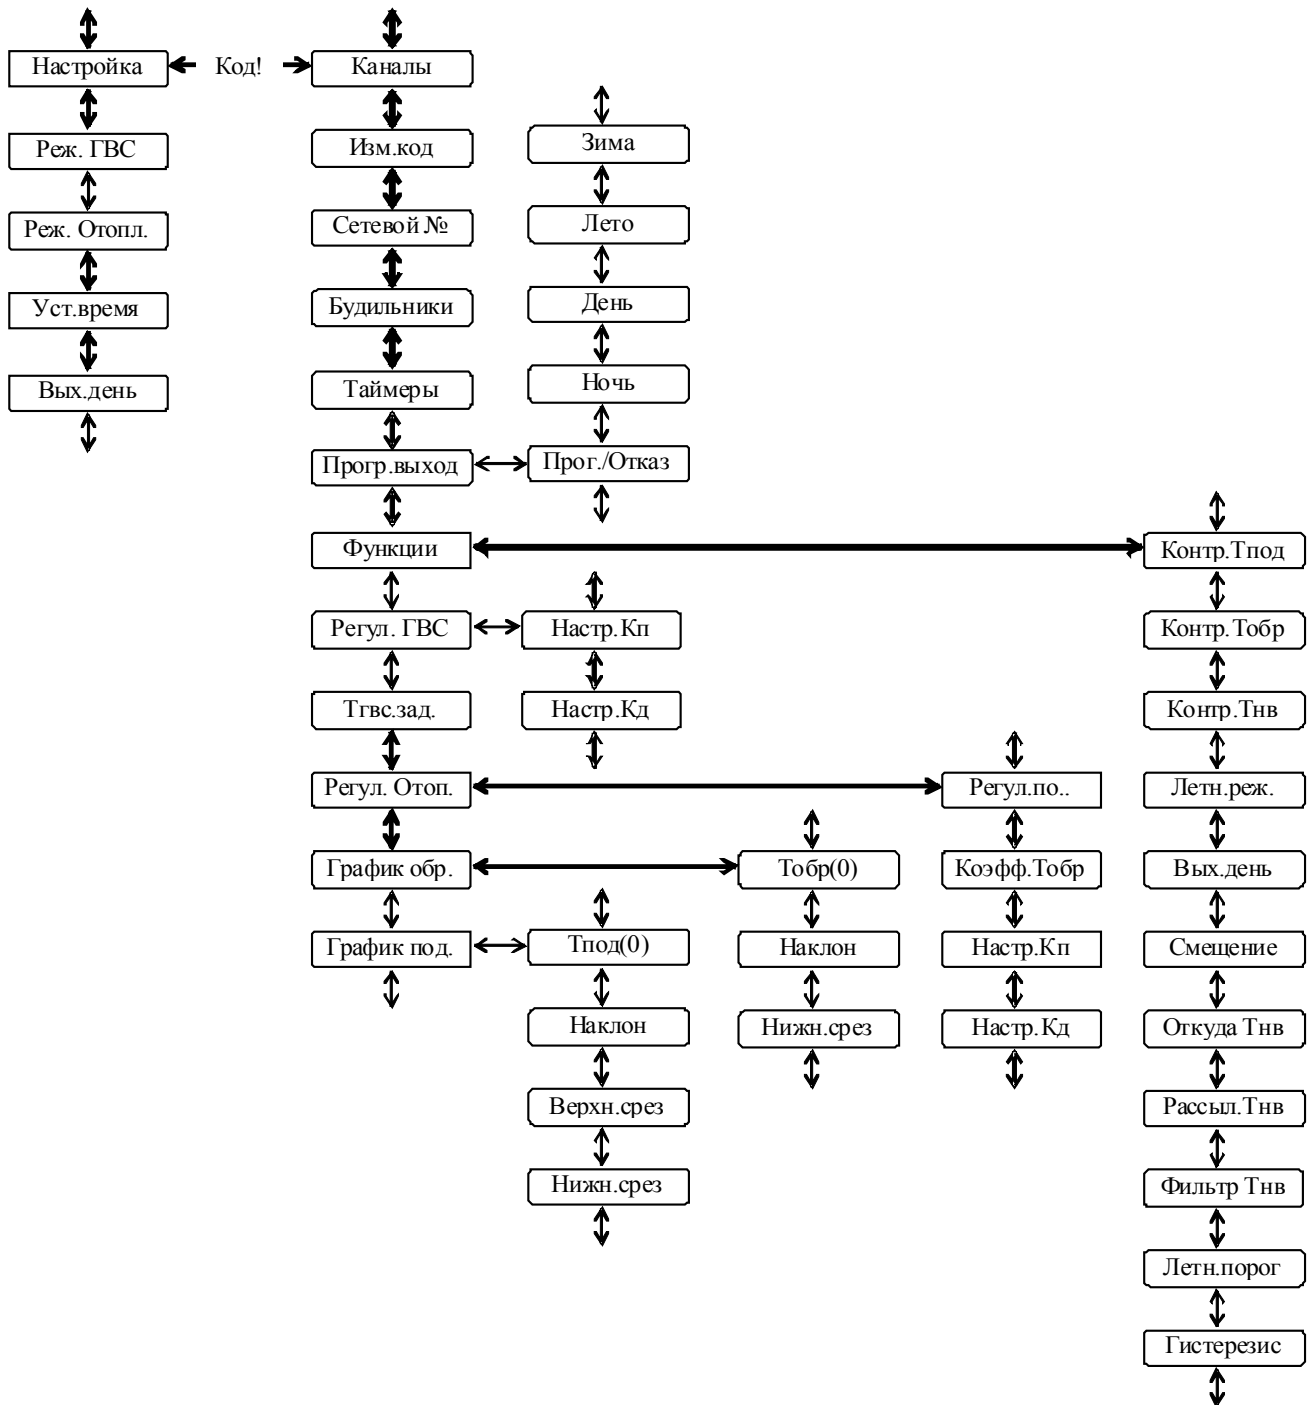 Настройка Код! Каналы
Реж. ГВС Изм.код Зима
Реж. Отопл. Сетевой № Лето
Уст.время Будильники День
Вых.день Таймеры Ночь
Прогр.выход Прог./Отказ
Функции Контр.Тпод
Регул. ГВС Настр.Кп Контр.Тобр
Тгвс.зад. Настр.Кд Контр.Тнв
Регул. Отоп. Регул.по.. Летн.реж.
График обр. Тобр(0) Коэфф.Тобр Вых.день
График под. Тпод(0) Наклон Настр.Кп Смещение
Наклон Нижн.срез Настр.Кд Откуда Тнв
Верхн.срез Рассыл.Тнв
Нижн.срез Фильтр Тнв
Летн.порог
Гистерезис